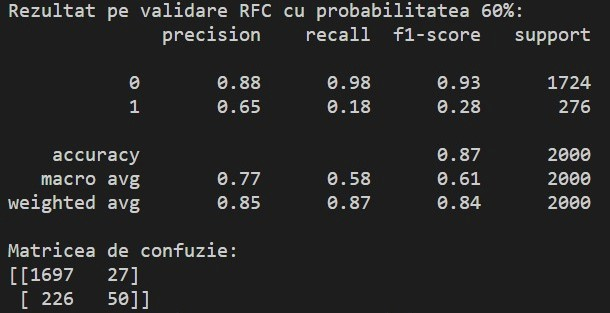 Rezultat pe validare RFC cu probabilitatea 60%:
              precision    recall  f1-score   support

           0       0.88      0.98      0.93      1724
           1       0.65      0.18      0.28       276

    accuracy                           0.87      2000
   macro avg       0.77      0.58      0.61      2000
weighted avg       0.85      0.87      0.84      2000

Matricea de confuzie:
[[1697   27]
 [ 226   50]]